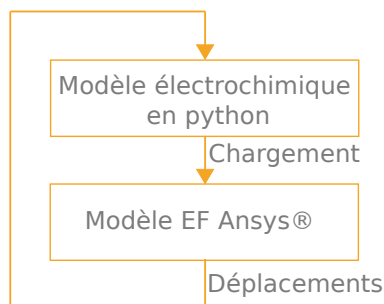 Modèle électrochimique
en python
Chargement
Modèle EF Ansys®
Déplacements